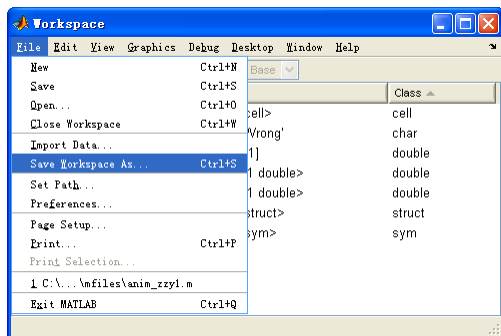 Workspace
File Edit View Graphics Debug Desktop Window Help
New Ctrl+N
Base
Save Ctrl+S
Class
Open... Ctrl+O
cell> cell
Close Workspace Ctrl+W
Wrong' char
Import Data...
1] double
Save Workspace As... Ctrl+S
1 double> double
Set Path...
1 double> double
Preferences...
struct> struct
Page Setup...
sym> sym
Print... Ctrl+P
Print Selection...
1 C:\...\mfiles\anim_zzy1.m
Exit MATLAB Ctrl+Q